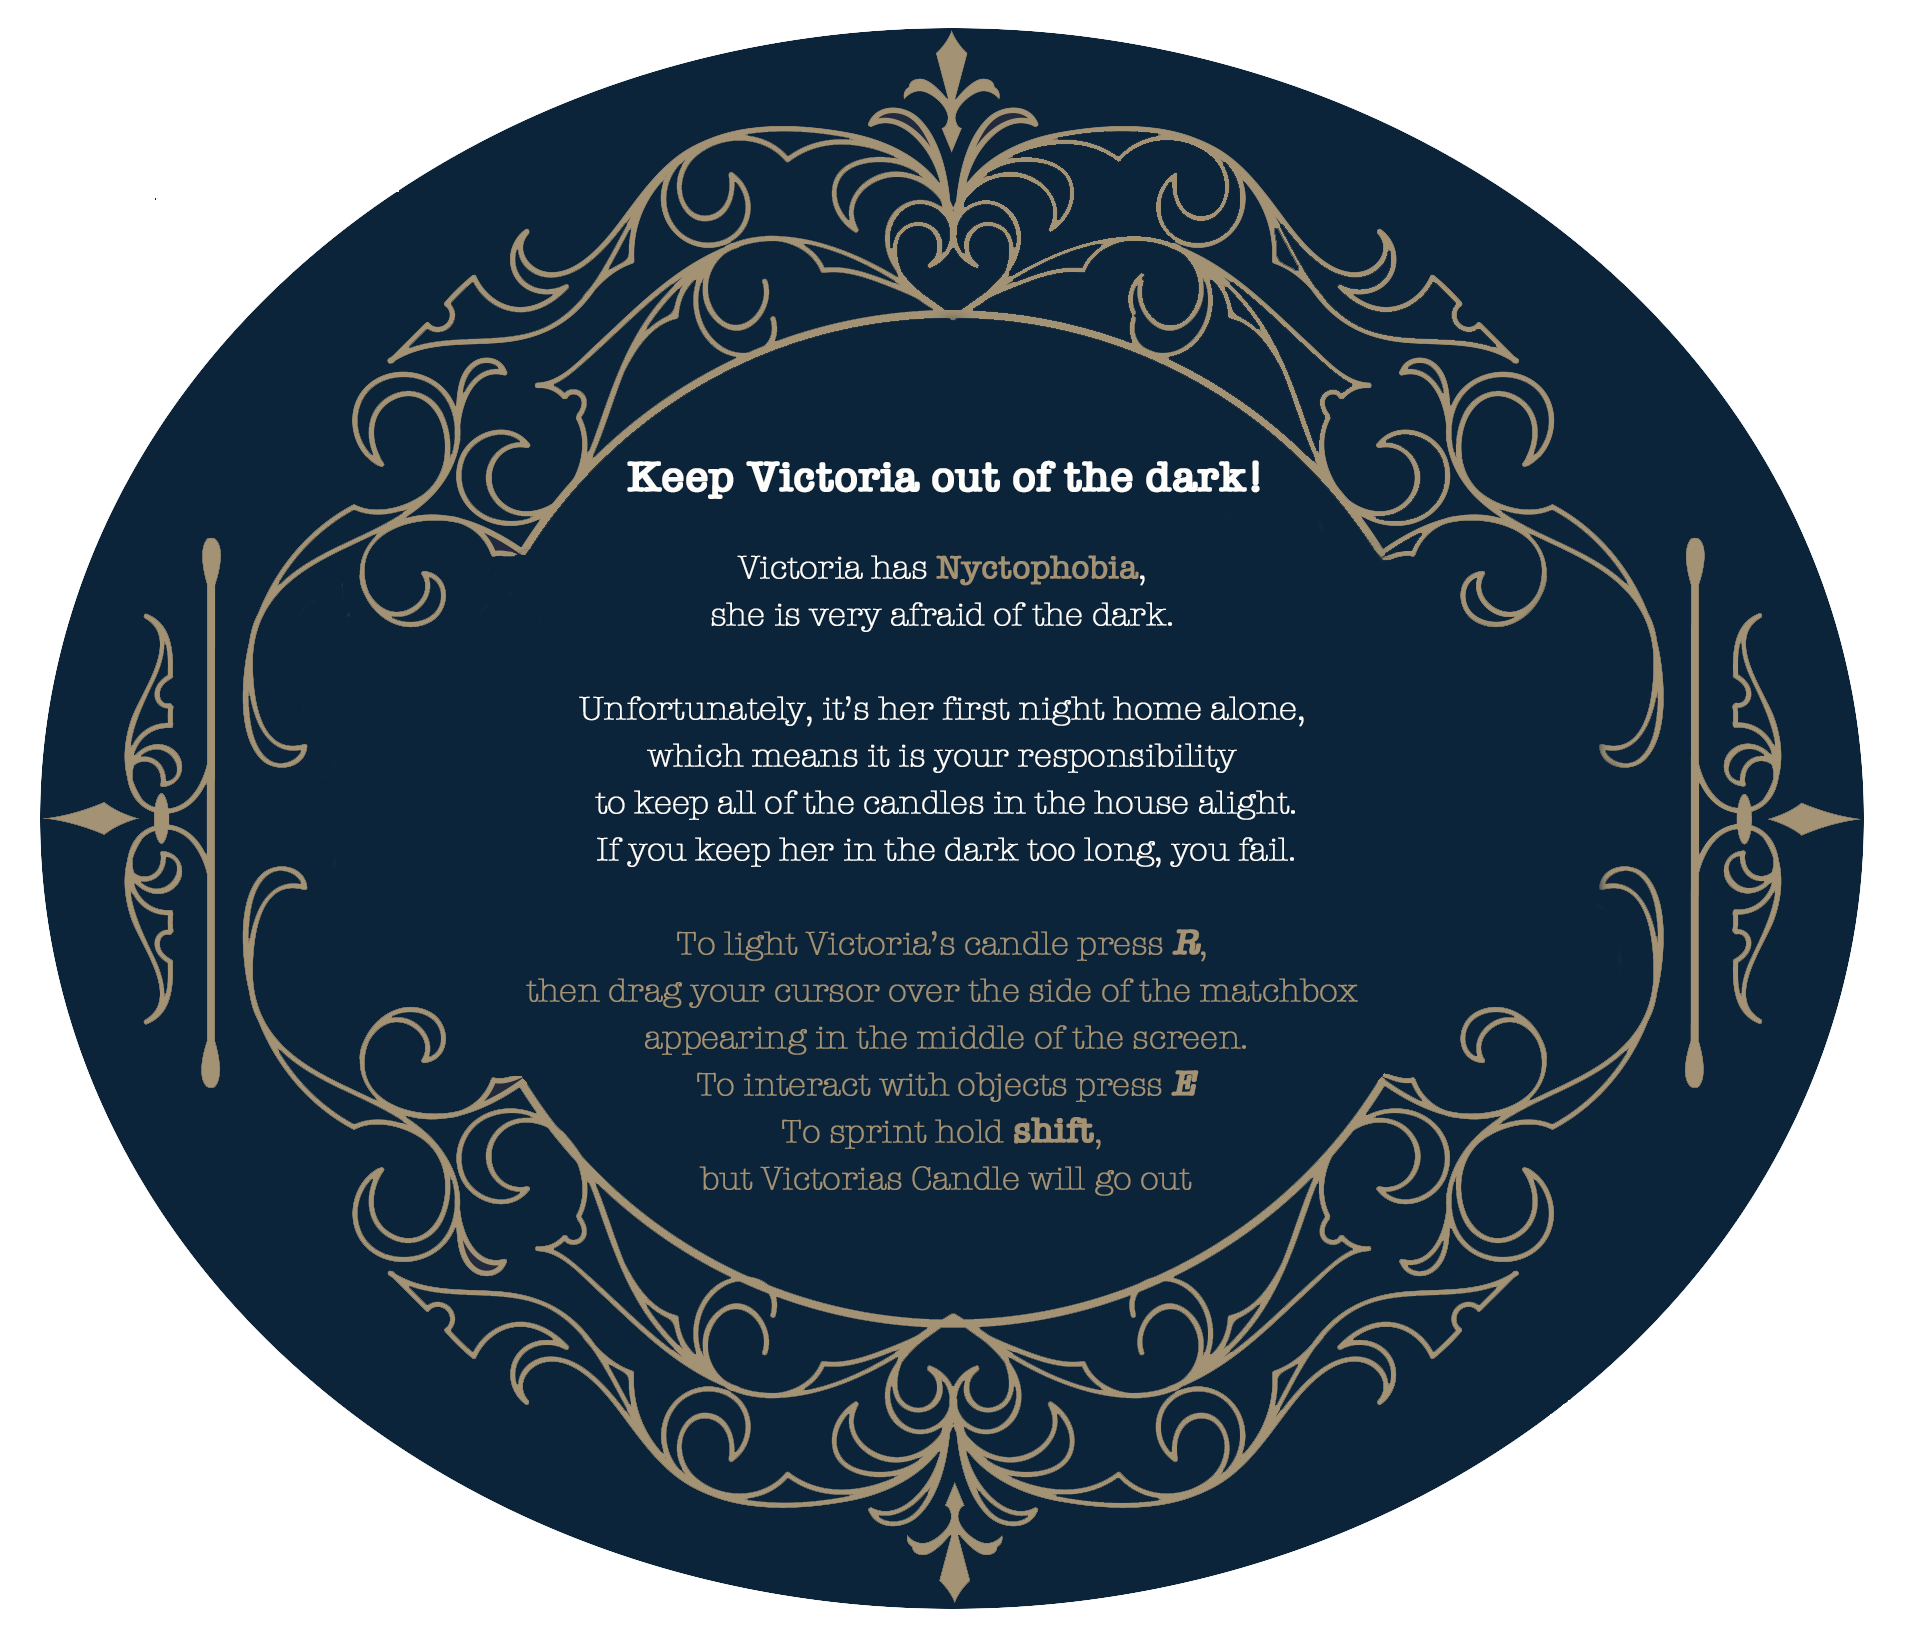 Keep Victoria out of the dark!
Victoria has Nyctophobia,
she is very afraid of the dark.
Unfortunately, it’s her first night home alone,
which means it is your responsibility
to keep all of the candles in the house alight.
If you keep her in the dark too long, you fail.
To light Victoria’s candle press R,
then drag your cursor over the side of the matchbox
appearing in the middle of the screen.
To interact with objects press E
To sprint hold shift,
but Victorias Candle will go out